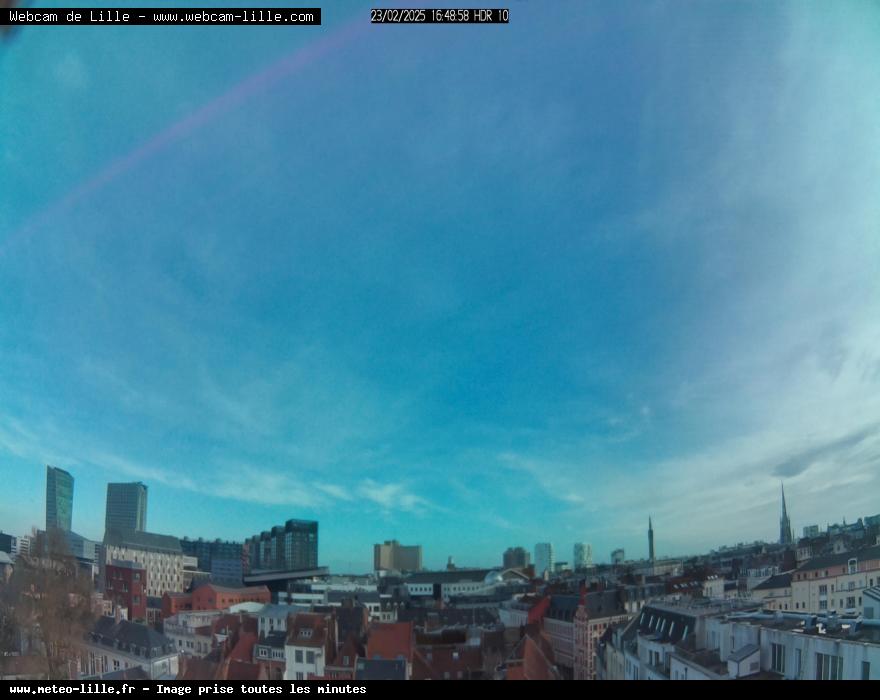 Webcam de Lille - www.webcam-lille.com
23/02/2025 16:48:58 HDR 10
www.meteo-lille.fr - Image prise toutes les minutes